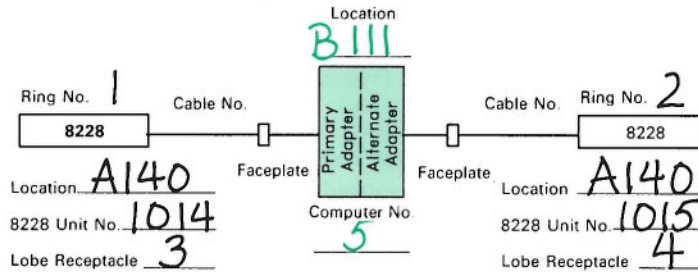 Location
B111
Ring No. 1
Cable No.
Cable No.
Ring No. 2
8228
Primary Adapter
Alternate Adapter
8228
Faceplate
Faceplate
Location A140
Location A140
Computer No.
5
8228 Unit No. 1014
8228 Unit No. 1015
Lobe Receptacle 3
Lobe Receptacle 4